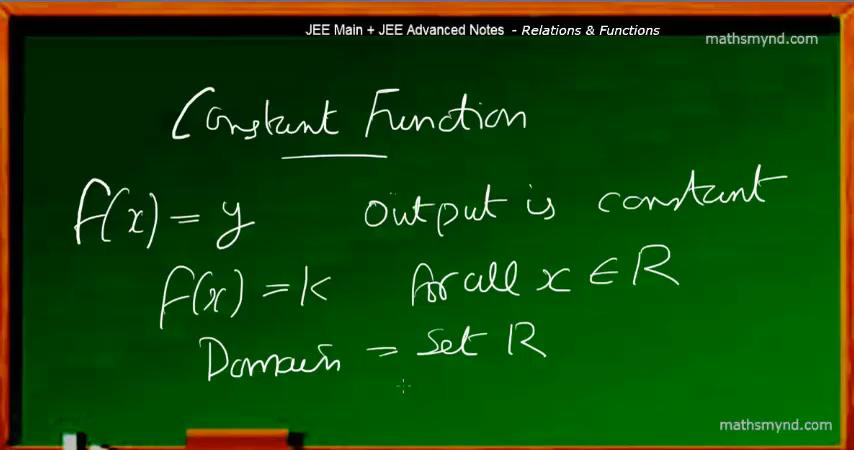 JEE Main + JEE Advanced Notes - Relations & Functions
mathsmynd.com
Constant Function
f(x) = y output is constant
f(x) = k for all x ∈ R
Domain = Set R
mathsmynd.com